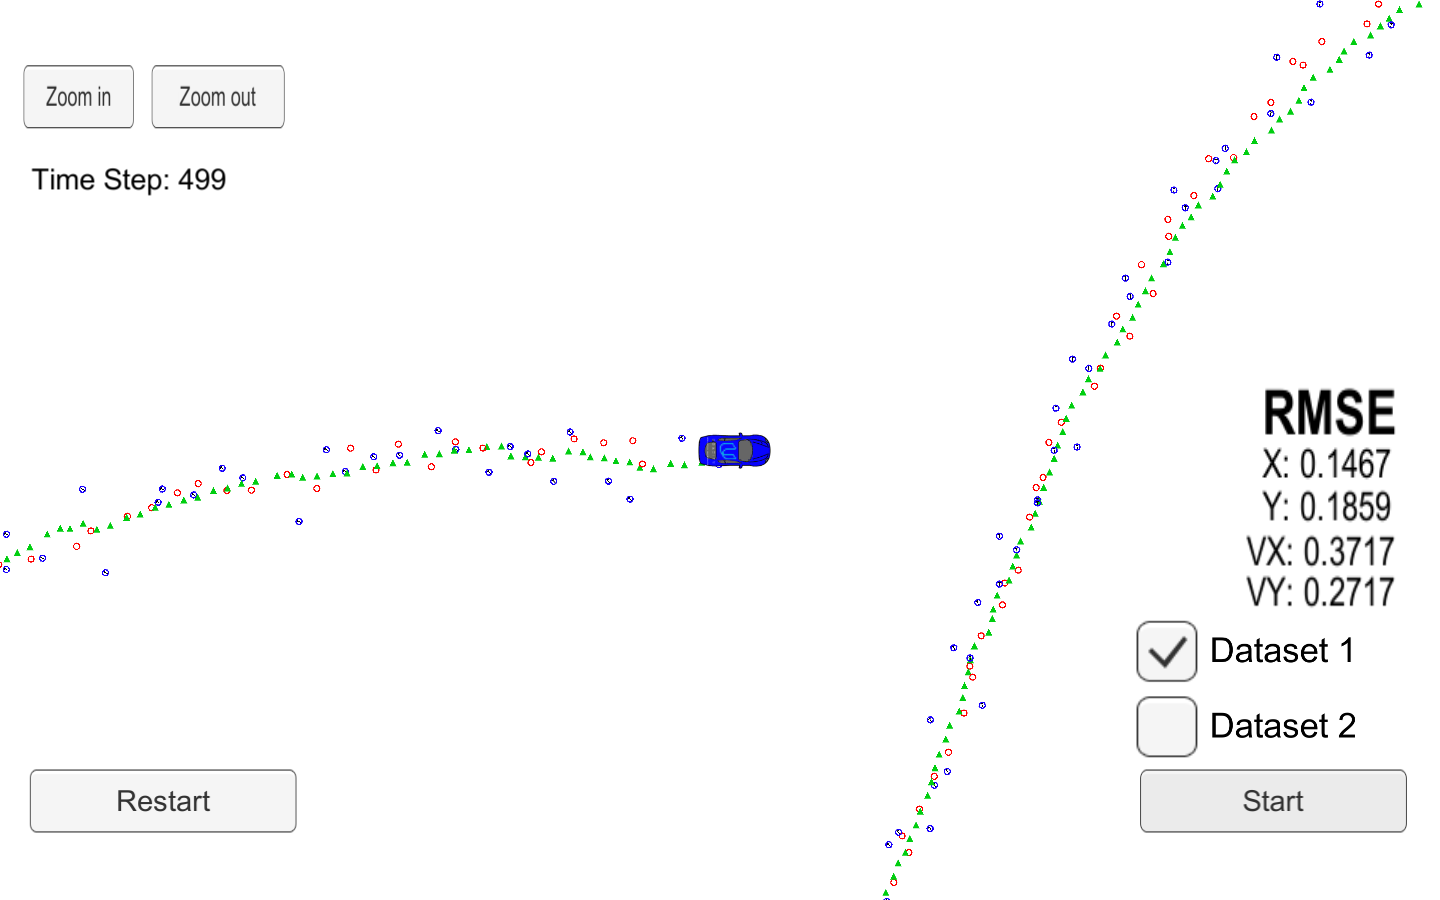 Zoom in
Zoom out
Time Step: 499
RMSE
X: 0.1467
Y: 0.1859
VX: 0.3717
VY: 0.2717
Dataset 1
Dataset 2
Restart
Start